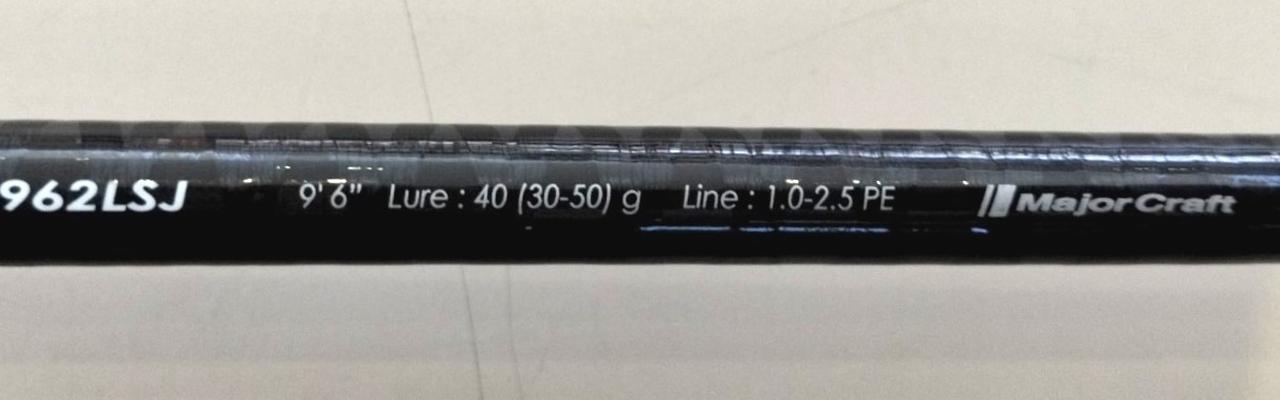 962LSJ 9'6" Lure : 40 (30-50) g Line : 1.0-2.5 PE MajorCraft